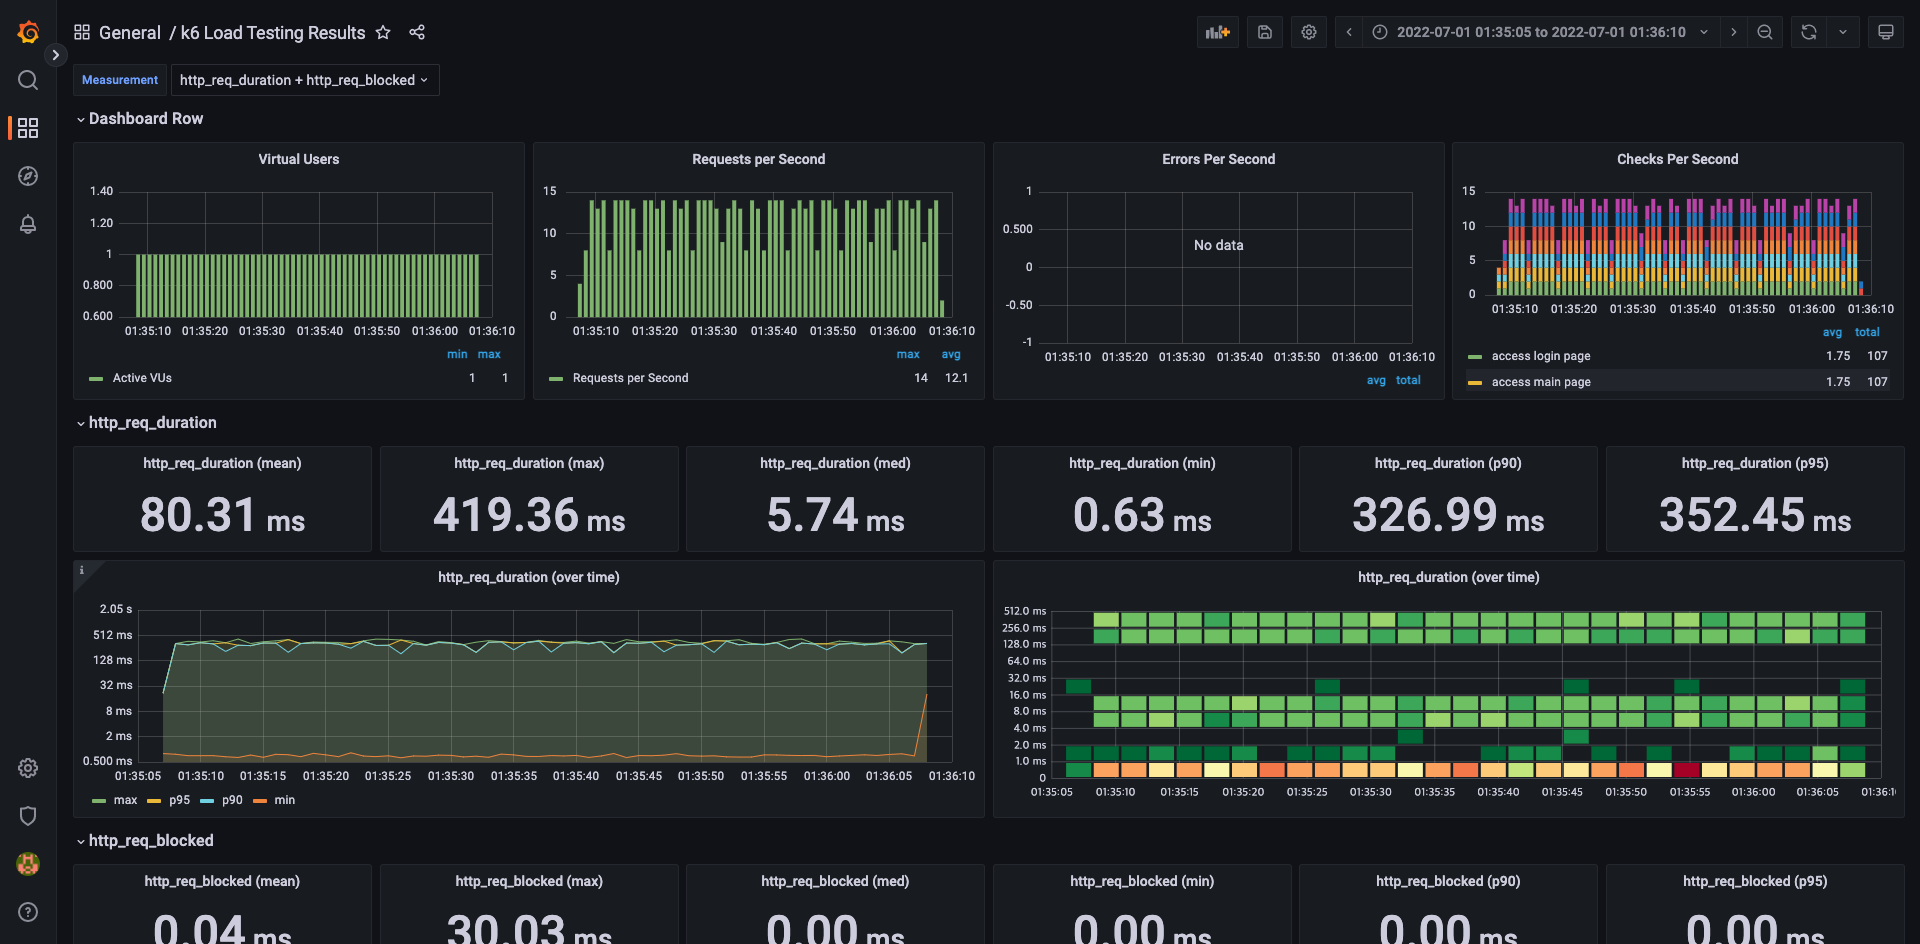 General / k6 Load Testing Results
2022-07-01 01:35:05 to 2022-07-01 01:36:10
Measurement http_req_duration + http_req_blocked
Dashboard Row
Virtual Users
1.40
1.20
1
0.800
0.600
01:35:10 01:35:20 01:35:30 01:35:40 01:35:50 01:36:00 01:36:10
min max
Active VUs 1 1
Requests per Second
15
10
5
0
01:35:10 01:35:20 01:35:30 01:35:40 01:35:50 01:36:00 01:36:10
max avg
Requests per Second 14 12.1
Errors Per Second
1
0.500
0
-0.50
-1
No data
01:35:10 01:35:20 01:35:30 01:35:40 01:35:50 01:36:00 01:36:10
avg total
Checks Per Second
15
10
5
0
01:35:10 01:35:20 01:35:30 01:35:40 01:35:50 01:36:00 01:36:10
avg total
access login page 1.75 107
access main page 1.75 107
http_req_duration
http_req_duration (mean)
80.31 ms
http_req_duration (max)
419.36 ms
http_req_duration (med)
5.74 ms
http_req_duration (min)
0.63 ms
http_req_duration (p90)
326.99 ms
http_req_duration (p95)
352.45 ms
i
http_req_duration (over time)
2.05 s
512 ms
128 ms
32 ms
8 ms
2 ms
0.500 ms
01:35:05 01:35:10 01:35:15 01:35:20 01:35:25 01:35:30 01:35:35 01:35:40 01:35:45 01:35:50 01:35:55 01:36:00 01:36:05 01:36:10
max p95 p90 min
http_req_duration (over time)
512.0 ms
256.0 ms
128.0 ms
64.0 ms
32.0 ms
16.0 ms
8.0 ms
4.0 ms
2.0 ms
1.0 ms
0
01:35:05 01:35:10 01:35:15 01:35:20 01:35:25 01:35:30 01:35:35 01:35:40 01:35:45 01:35:50 01:35:55 01:36:00 01:36:05 01:36:1
http_req_blocked
http_req_blocked (mean)
0.04 ms
http_req_blocked (max)
30.03 ms
http_req_blocked (med)
0.00 ms
http_req_blocked (min)
0.00 ms
http_req_blocked (p90)
0.00 ms
http_req_blocked (p95)
0.00 ms